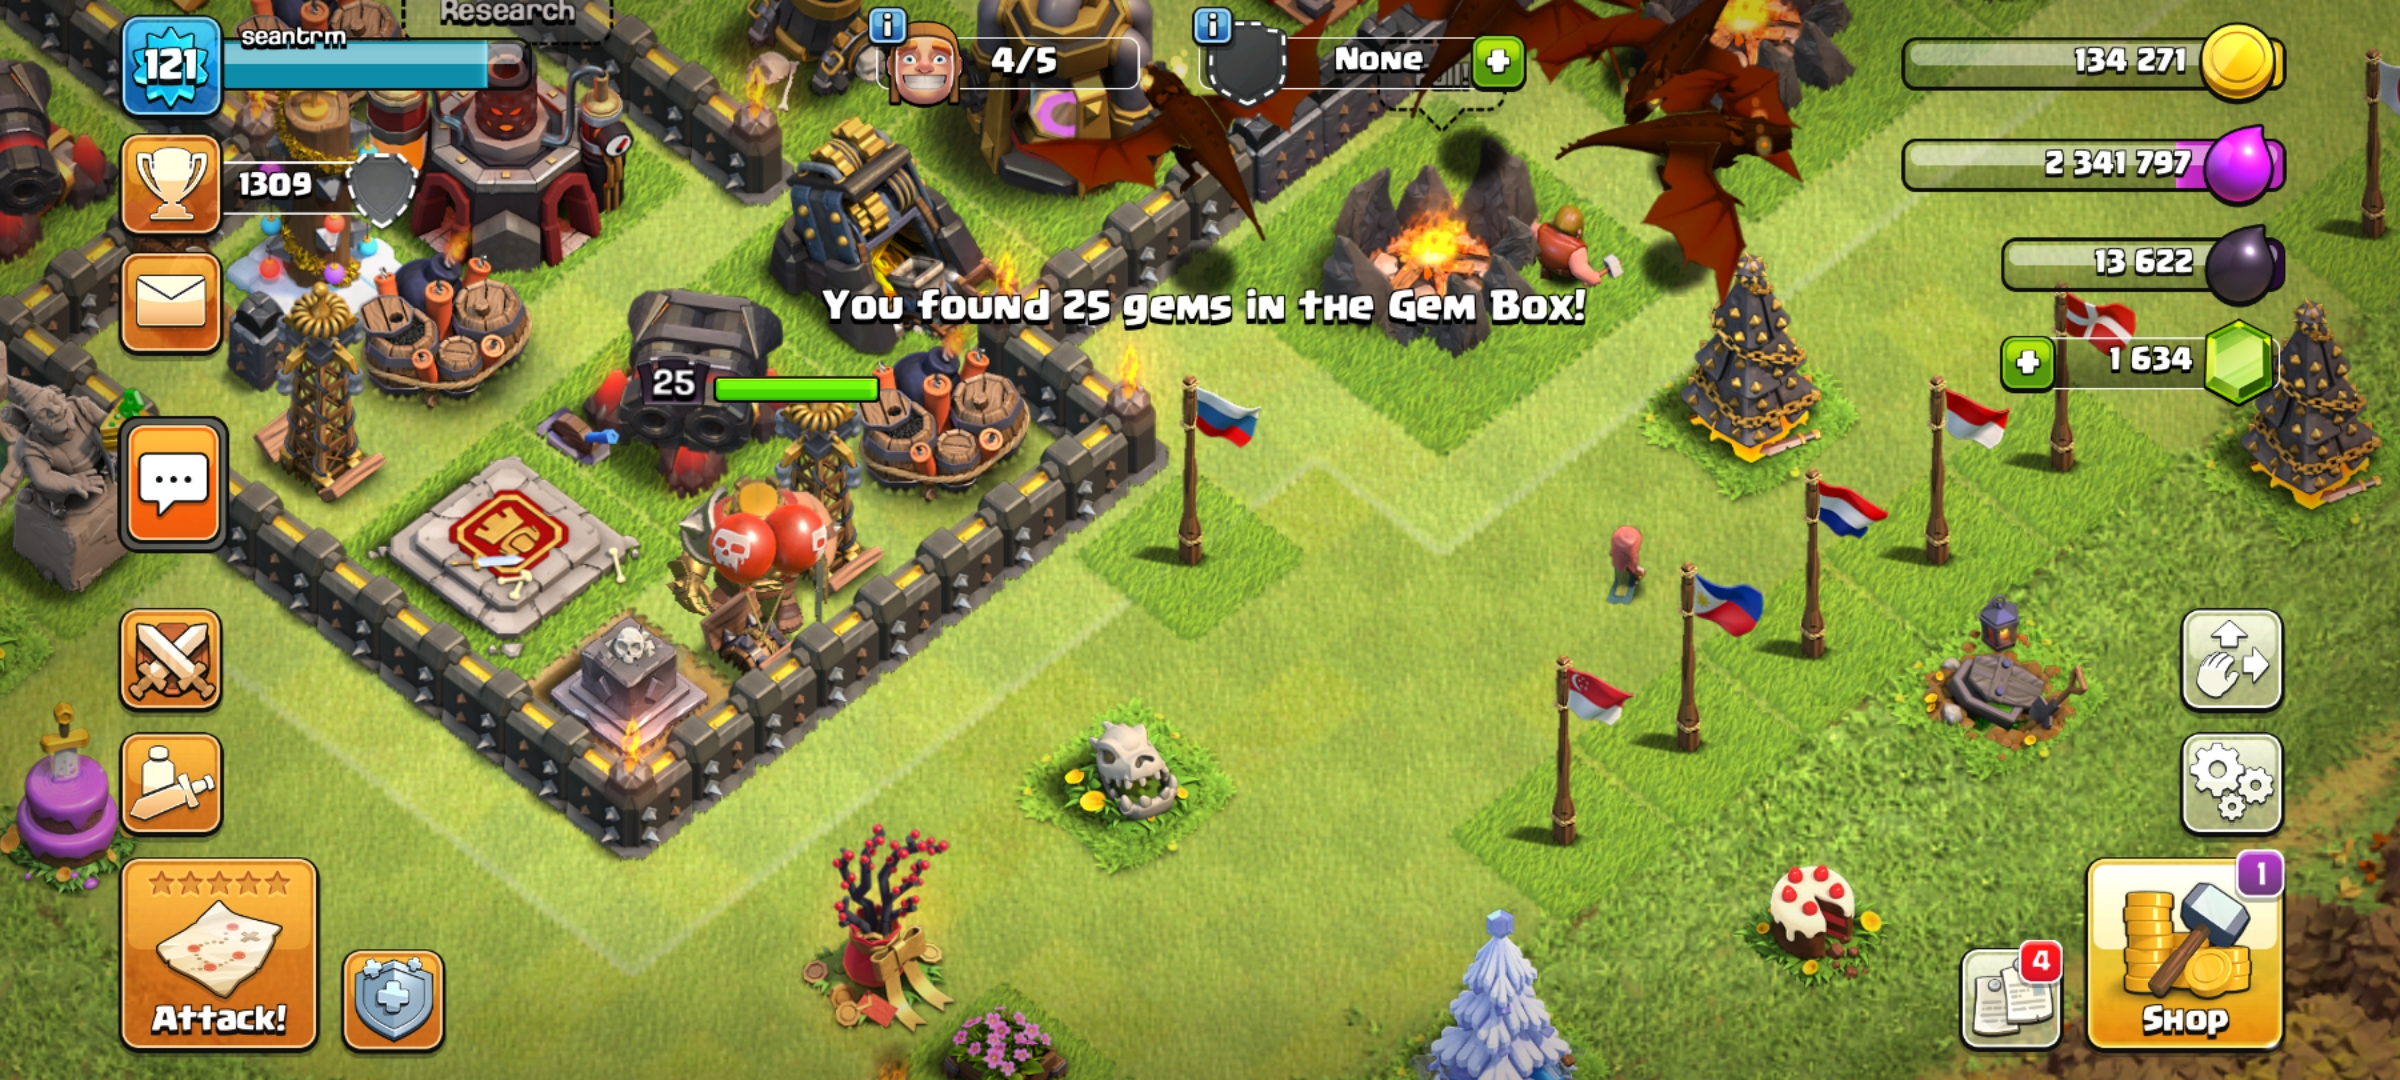 Research
121
seantrm
4/5
None
134 271
1309
2 341 797
13 622
You found 25 gems in the Gem Box!
1 634
25
1
4
Attack!
Shop